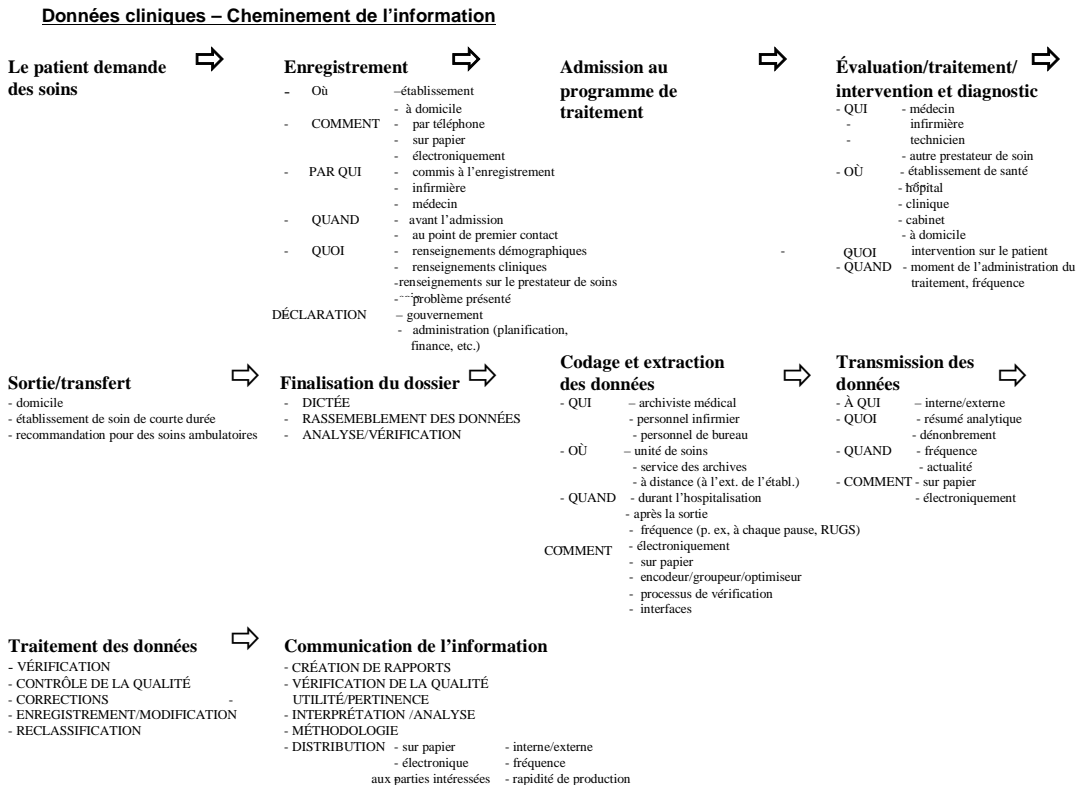 Données cliniques – Cheminement de l'information
Le patient demande
des soins
Enregistrement
- Où –établissement
- à domicile
- COMMENT - par téléphone
- sur papier
- électroniquement
- PAR QUI - commis à l'enregistrement
- infirmière
- médecin
- QUAND - avant l'admission
- au point de premier contact
- QUOI - renseignements démographiques
- renseignements cliniques
-renseignements sur le prestataire de soins
- problème présenté
DÉCLARATION – gouvernement
- administration (planification,
finance, etc.)
Admission au
programme de
traitement
Évaluation/traitement/
intervention et diagnostic
- QUI - médecin
- infirmière
- technicien
- autre prestateur de soin
- OÙ - établissement de santé
- hôpital
- clinique
- cabinet
- à domicile
- QUOI intervention sur le patient
- QUAND - moment de l'administration du
traitement, fréquence
Sortie/transfert
- domicile
- établissement de soin de courte durée
- recommandation pour des soins ambulatoires
Finalisation du dossier
- DICTÉE
- RASSEMEBLEMENT DES DONNÉES
- ANALYSE/VÉRIFICATION
Codage et extraction
des données
- QUI – archiviste médical
- personnel infirmier
- personnel de bureau
- OÙ – unité de soins
- service des archives
- à distance (à l'ext. de l'établ.)
- QUAND - durant l'hospitalisation
- après la sortie
- fréquence (p. ex, à chaque pause, RUGS)
COMMENT - électroniquement
- sur papier
- encodeur/groupeur/optimiseur
- processus de vérification
- interfaces
Transmission des
données
- À QUI – interne/externe
- QUOI - résumé analytique
- dénonbrement
- QUAND - fréquence
- actualité
- COMMENT - sur papier
- électroniquement
Traitement des données
- VÉRIFICATION
- CONTRÔLE DE LA QUALITÉ
- CORRECTIONS -
- ENREGISTREMENT/MODIFICATION
- RECLASSIFICATION
Communication de l'information
- CRÉATION DE RAPPORTS
- VÉRIFICATION DE LA QUALITÉ
UTILITÉ/PERTINENCE
- INTERPRÉTATION /ANALYSE
- MÉTHODOLOGIE
- DISTRIBUTION - sur papier - interne/externe
- électronique - fréquence
aux parties intéressées - rapidité de production